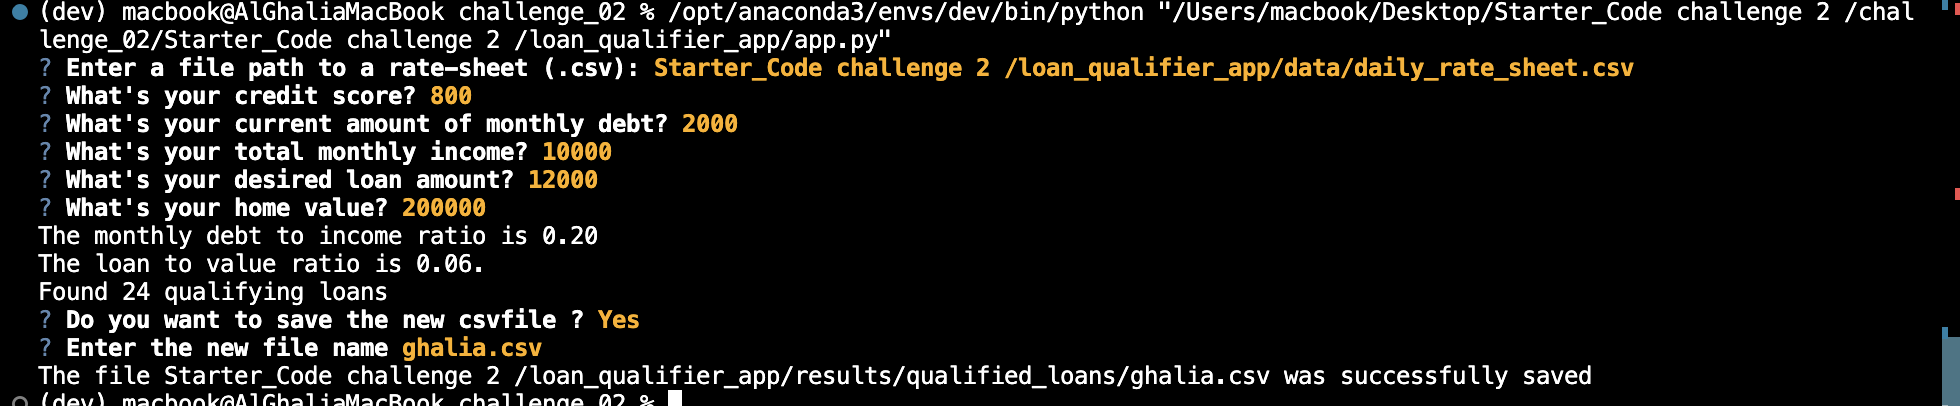 (dev) macbook@AlGhaliaMacBook challenge_02 % /opt/anaconda3/envs/dev/bin/python "/Users/macbook/Desktop/Starter_Code challenge 2 /chal
lenge_02/Starter_Code challenge 2 /loan_qualifier_app/app.py"
? Enter a file path to a rate-sheet (.csv): Starter_Code challenge 2 /loan_qualifier_app/data/daily_rate_sheet.csv
? What's your credit score? 800
? What's your current amount of monthly debt? 2000
? What's your total monthly income? 10000
? What's your desired loan amount? 12000
? What's your home value? 200000
The monthly debt to income ratio is 0.20
The loan to value ratio is 0.06.
Found 24 qualifying loans
? Do you want to save the new csvfile ? Yes
? Enter the new file name ghalia.csv
The file Starter_Code challenge 2 /loan_qualifier_app/results/qualified_loans/ghalia.csv was successfully saved
(dev) macbook@AlGhaliaMacBook challenge_02 %